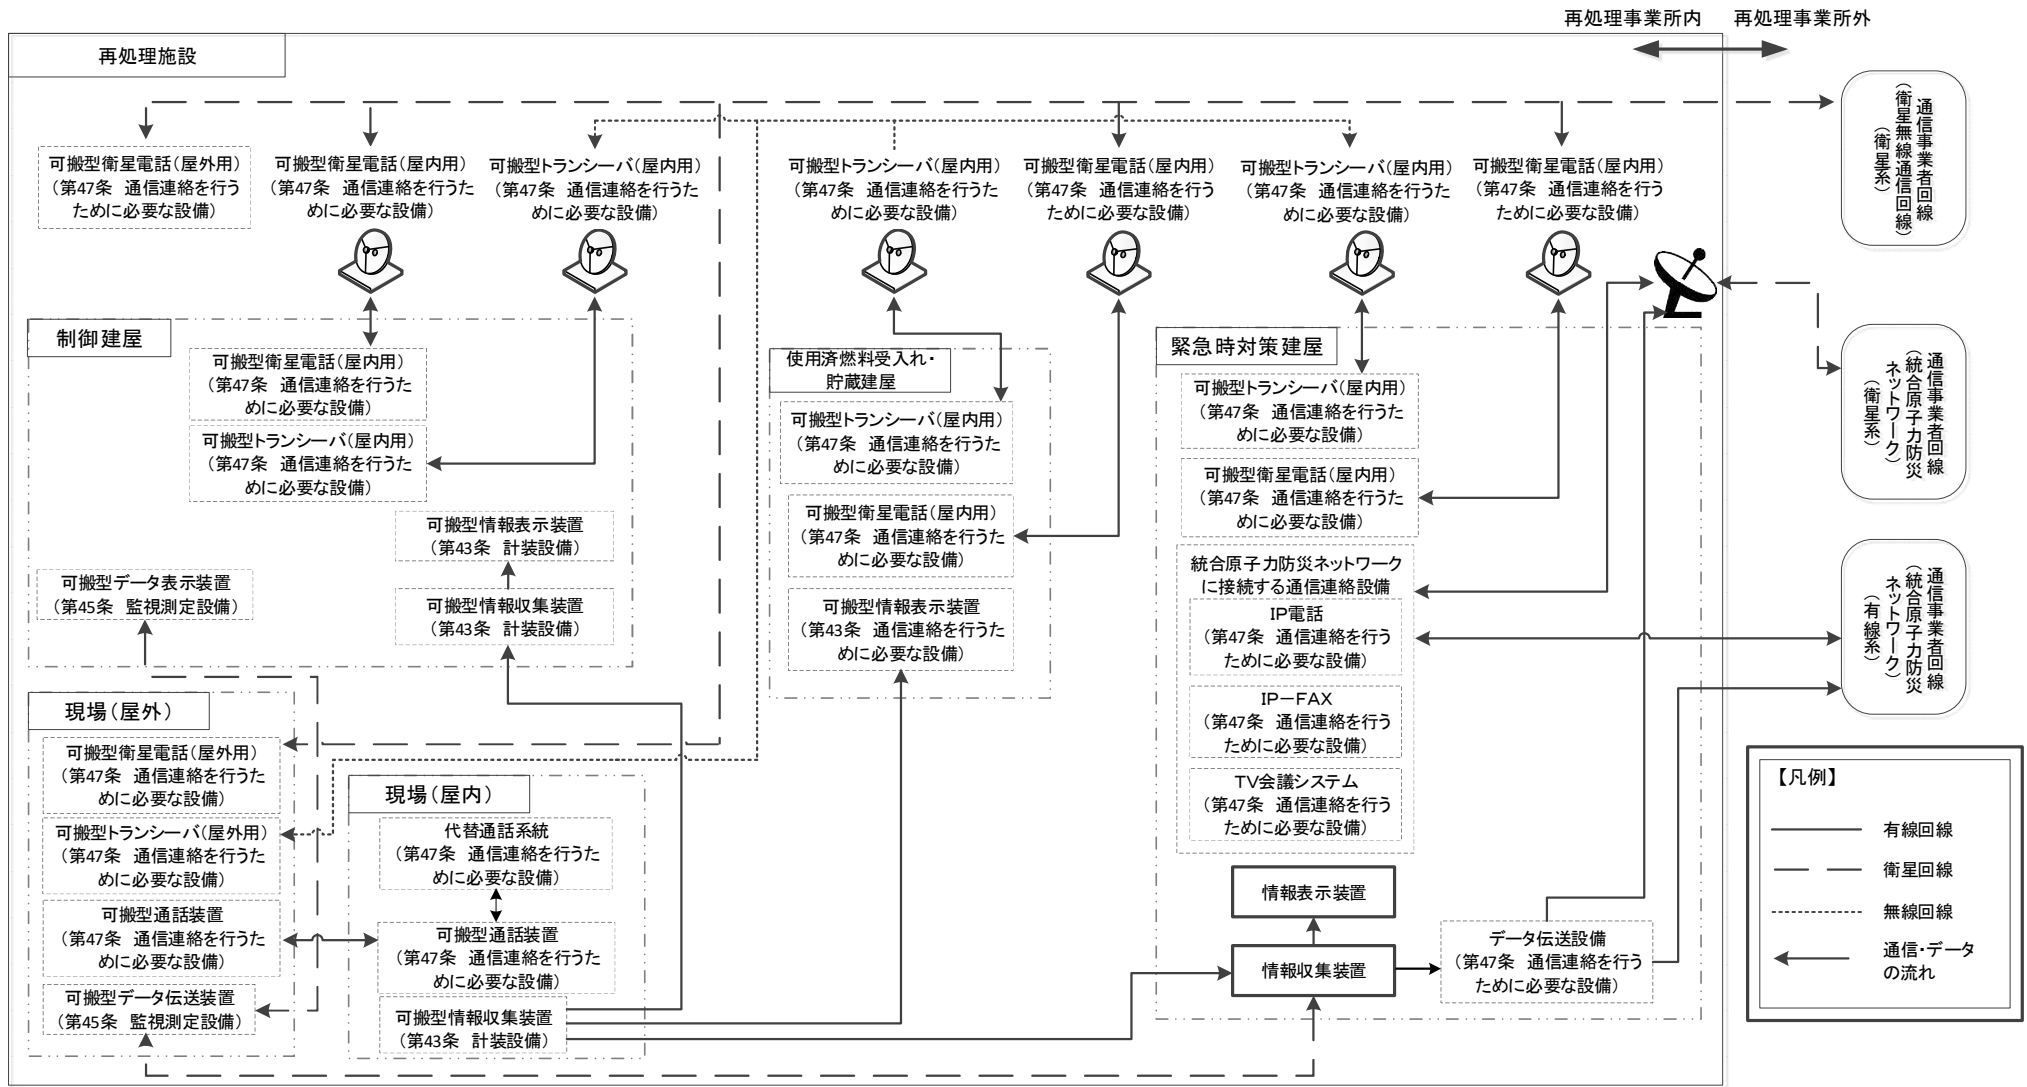 再処理事業所内
再処理事業所外
再処理施設
可搬型衛星電話(屋外用)
(第47条 通信連絡を行う
ために必要な設備)
可搬型衛星電話(屋内用)
(第47条 通信連絡を行うた
めに必要な設備)
可搬型トランシーバ(屋内用)
(第47条 通信連絡を行うた
めに必要な設備)
可搬型トランシーバ(屋内用)
(第47条 通信連絡を行うた
めに必要な設備)
可搬型衛星電話(屋内用)
(第47条 通信連絡を行う
ために必要な設備)
可搬型トランシーバ(屋内用)
(第47条 通信連絡を行うた
めに必要な設備)
可搬型衛星電話(屋内用)
(第47条 通信連絡を行う
ために必要な設備)
通信事業者回線
(衛星無線通信回線)
(衛星系)
制御建屋
可搬型衛星電話(屋内用)
(第47条 通信連絡を行うた
めに必要な設備)
可搬型トランシーバ(屋内用)
(第47条 通信連絡を行うた
めに必要な設備)
可搬型情報表示装置
(第43条 計装設備)
可搬型データ表示装置
(第45条 監視測定設備)
可搬型情報収集装置
(第43条 計装設備)
使用済燃料受入れ・
貯蔵建屋
可搬型トランシーバ(屋内用)
(第47条 通信連絡を行うた
めに必要な設備)
可搬型衛星電話(屋内用)
(第47条 通信連絡を行うた
めに必要な設備)
可搬型情報表示装置
(第43条 通信連絡を行うた
めに必要な設備)
緊急時対策建屋
可搬型トランシーバ(屋内用)
(第47条 通信連絡を行うた
めに必要な設備)
可搬型衛星電話(屋内用)
(第47条 通信連絡を行うた
めに必要な設備)
統合原子力防災ネットワーク
に接続する通信連絡設備
IP電話
(第47条 通信連絡を行う
ために必要な設備)
IP-FAX
(第47条 通信連絡を行う
ために必要な設備)
TV会議システム
(第47条 通信連絡を行う
ために必要な設備)
情報表示装置
情報収集装置
データ伝送設備
(第47条 通信連絡を行う
ために必要な設備)
通信事業者回線
(統合原子力防災
ネットワーク)
(衛星系)
通信事業者回線
(統合原子力防災
ネットワーク)
(有線系)
現場(屋外)
可搬型衛星電話(屋外用)
(第47条 通信連絡を行うた
めに必要な設備)
可搬型トランシーバ(屋外用)
(第47条 通信連絡を行うた
めに必要な設備)
可搬型通話装置
(第47条 通信連絡を行うた
めに必要な設備)
可搬型データ伝送装置
(第45条 監視測定設備)
現場(屋内)
代替通話系統
(第47条 通信連絡を行うた
めに必要な設備)
可搬型通話装置
(第47条 通信連絡を行うた
めに必要な設備)
可搬型情報収集装置
(第43条 計装設備)
【凡例】
有線回線
衛星回線
無線回線
通信・データ
の流れ